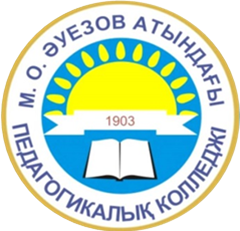 М. О. ӘУЕЗОВ АТЫНДАҒЫ
1903
ПЕДАГОГИКАЛЫҚ КОЛЛЕДЖІ